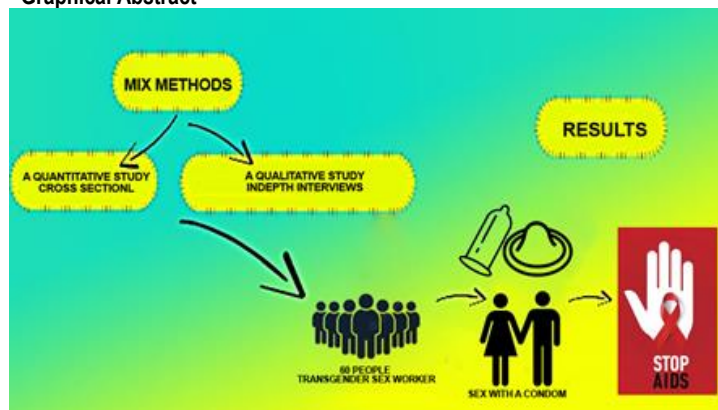 Graphical Abstract
MIX METHODS
RESULTS
A QUANTITATIVE STUDY
CROSS SECTIONL
A QUALITATIVE STUDY
INDEPTH INTERVIEWS
60 PEOPLE
TRANSGENDER SEX WORKER
SEX WITH A CONDOM
STOP
AIDS